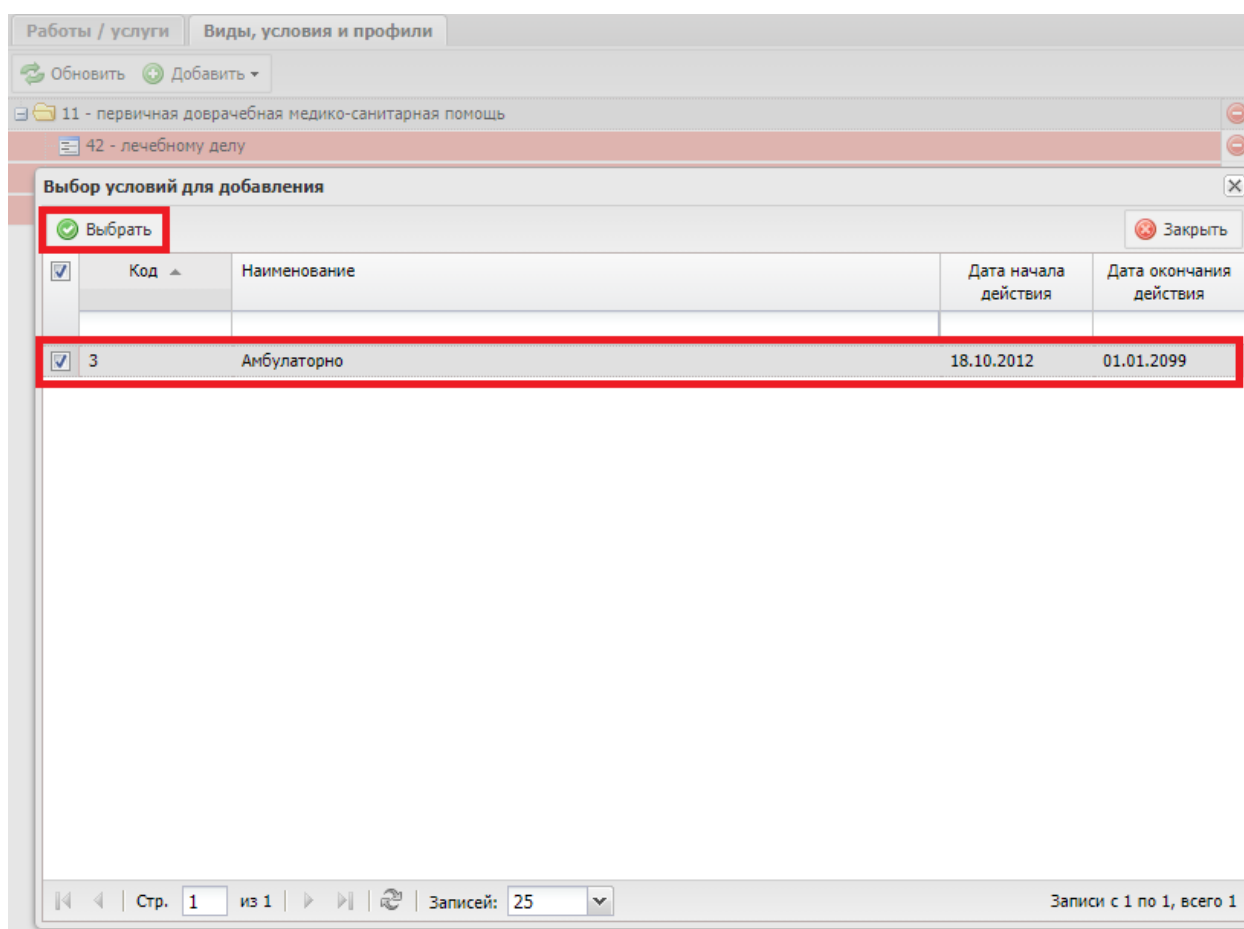 Работы / услуги Виды, условия и профили
Обновить Добавить
11 - первичная доврачебная медико-санитарная помощь
42 - лечебному делу
Выбор условий для добавления
Выбрать Закрыть
Код Наименование Дата начала действия Дата окончания действия
3 Амбулаторно 18.10.2012 01.01.2099
Стр. 1 из 1 Записей: 25 Записи с 1 по 1, всего 1